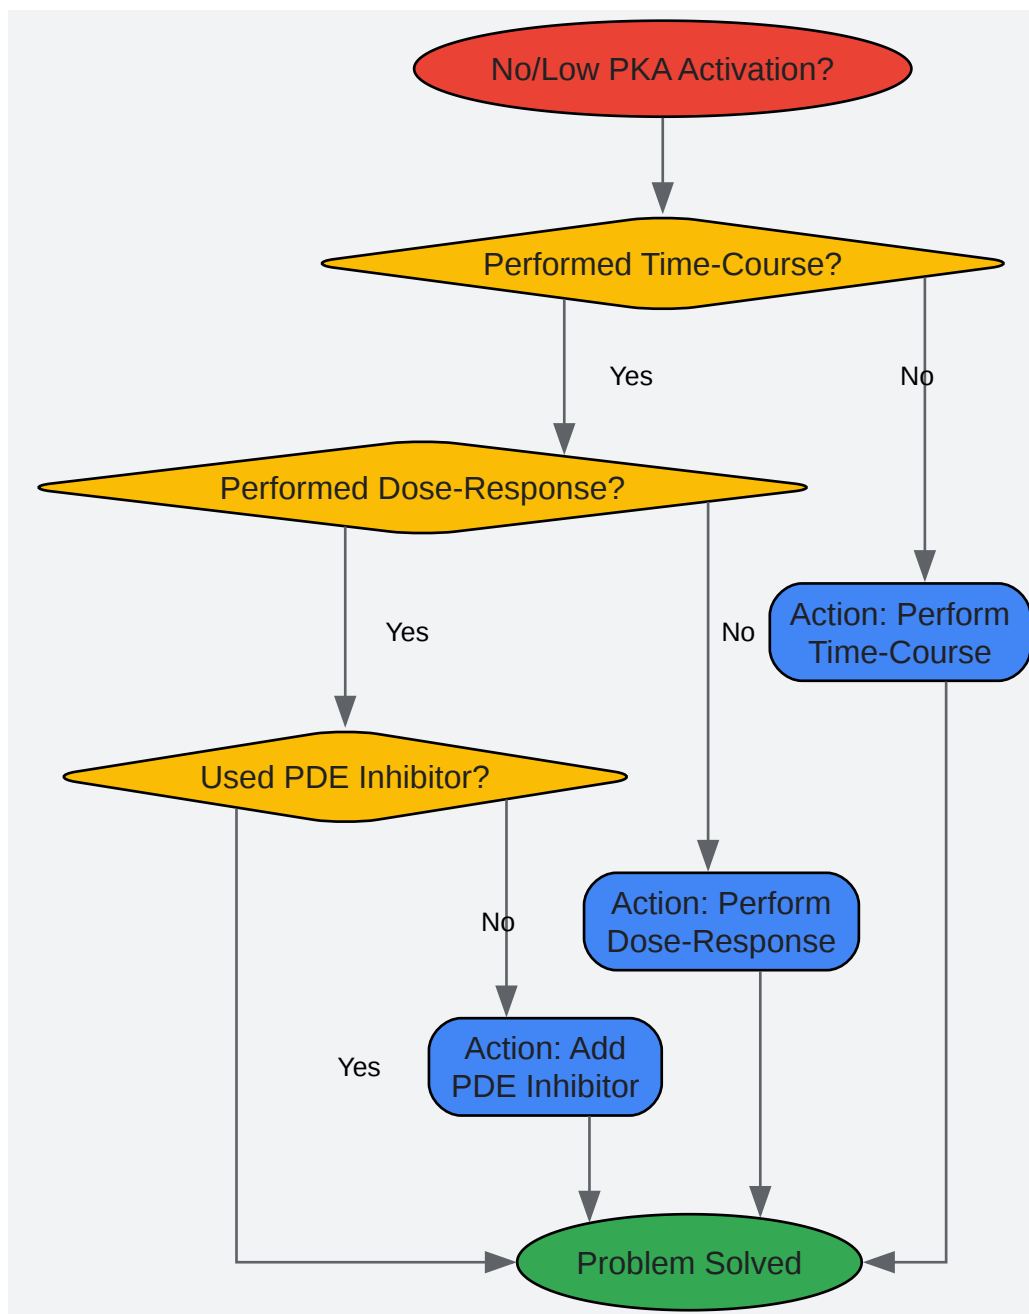 No/Low PKA Activation?
Performed Time-Course?
Yes
No
Performed Dose-Response?
Action: Perform
Time-Course
Yes
No
Used PDE Inhibitor?
Action: Perform
Dose-Response
No
Action: Add
PDE Inhibitor
Yes
Problem Solved